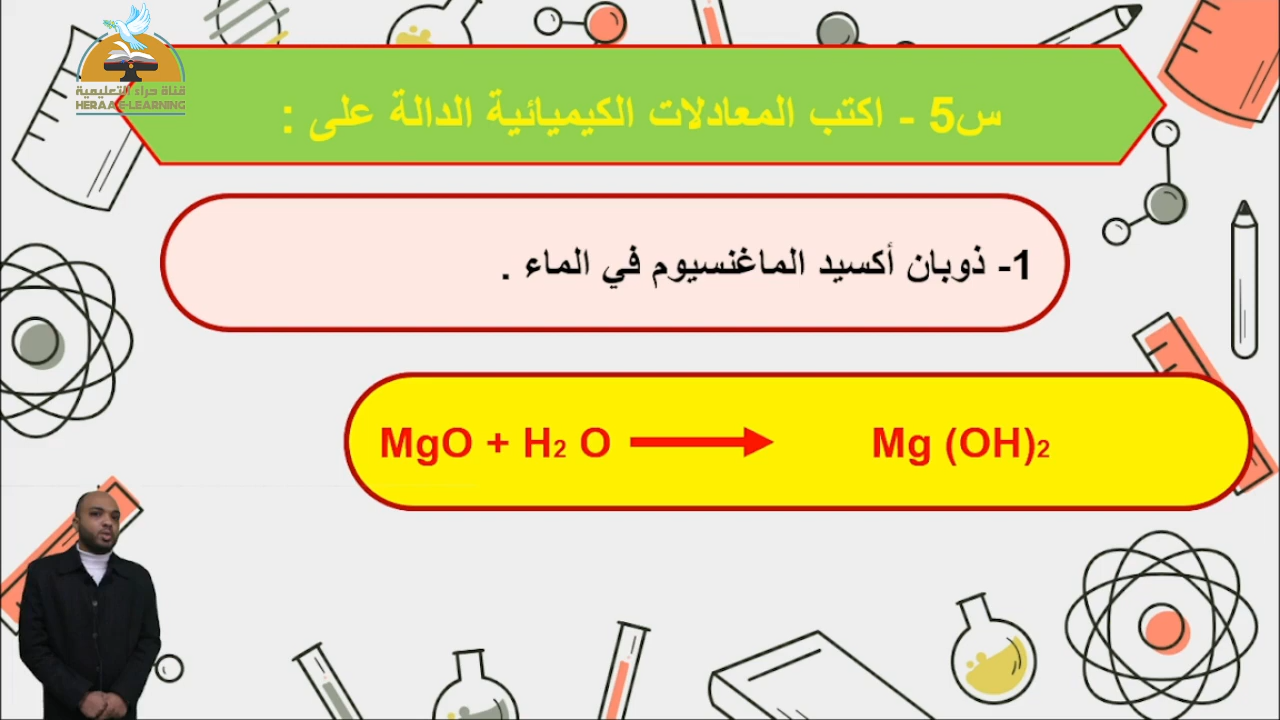 قناة حراء التعليمية
HERAA E-LEARNING
س5 - اكتب المعادلات الكيميائية الدالة على :
1- ذوبان أكسيد الماغنسيوم في الماء .
MgO + H2 O ⟶ Mg (OH)2